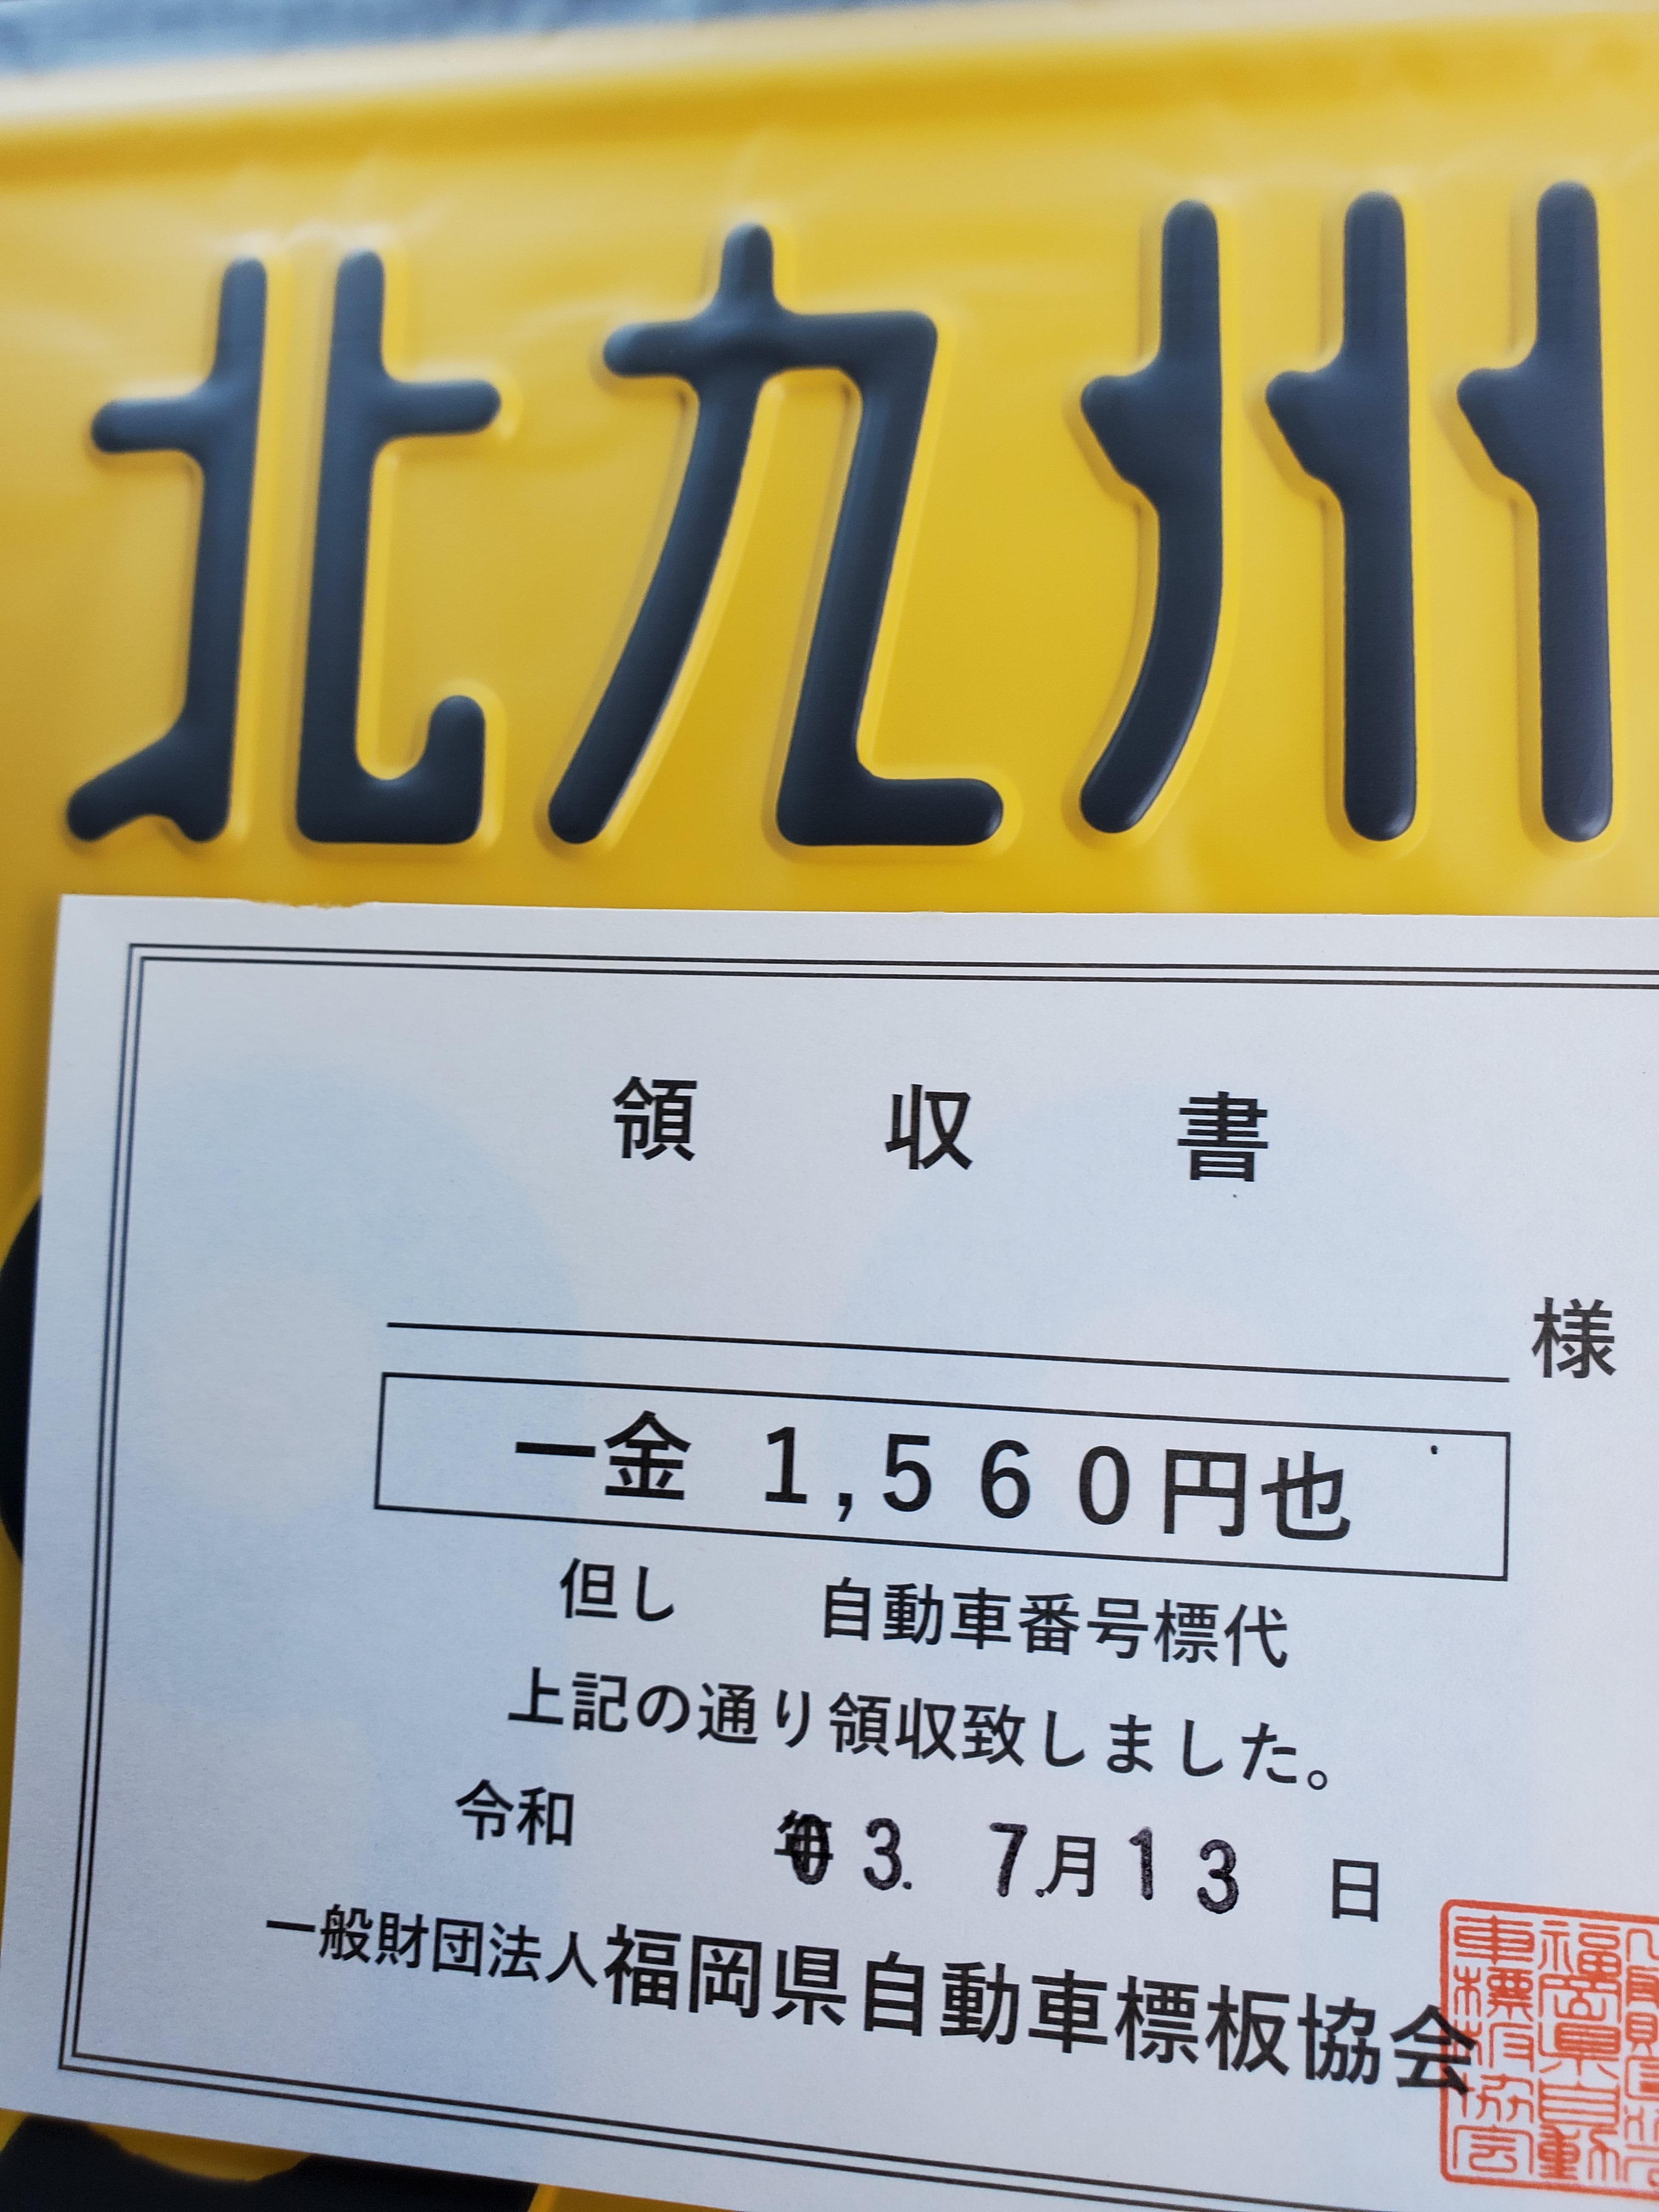 北九州
領収書
様
一金 1,560円也
但し 自動車番号標代
上記の通り領収致しました。
令和 年03. 7.月13 日
一般財団法人福岡県自動車標板協会